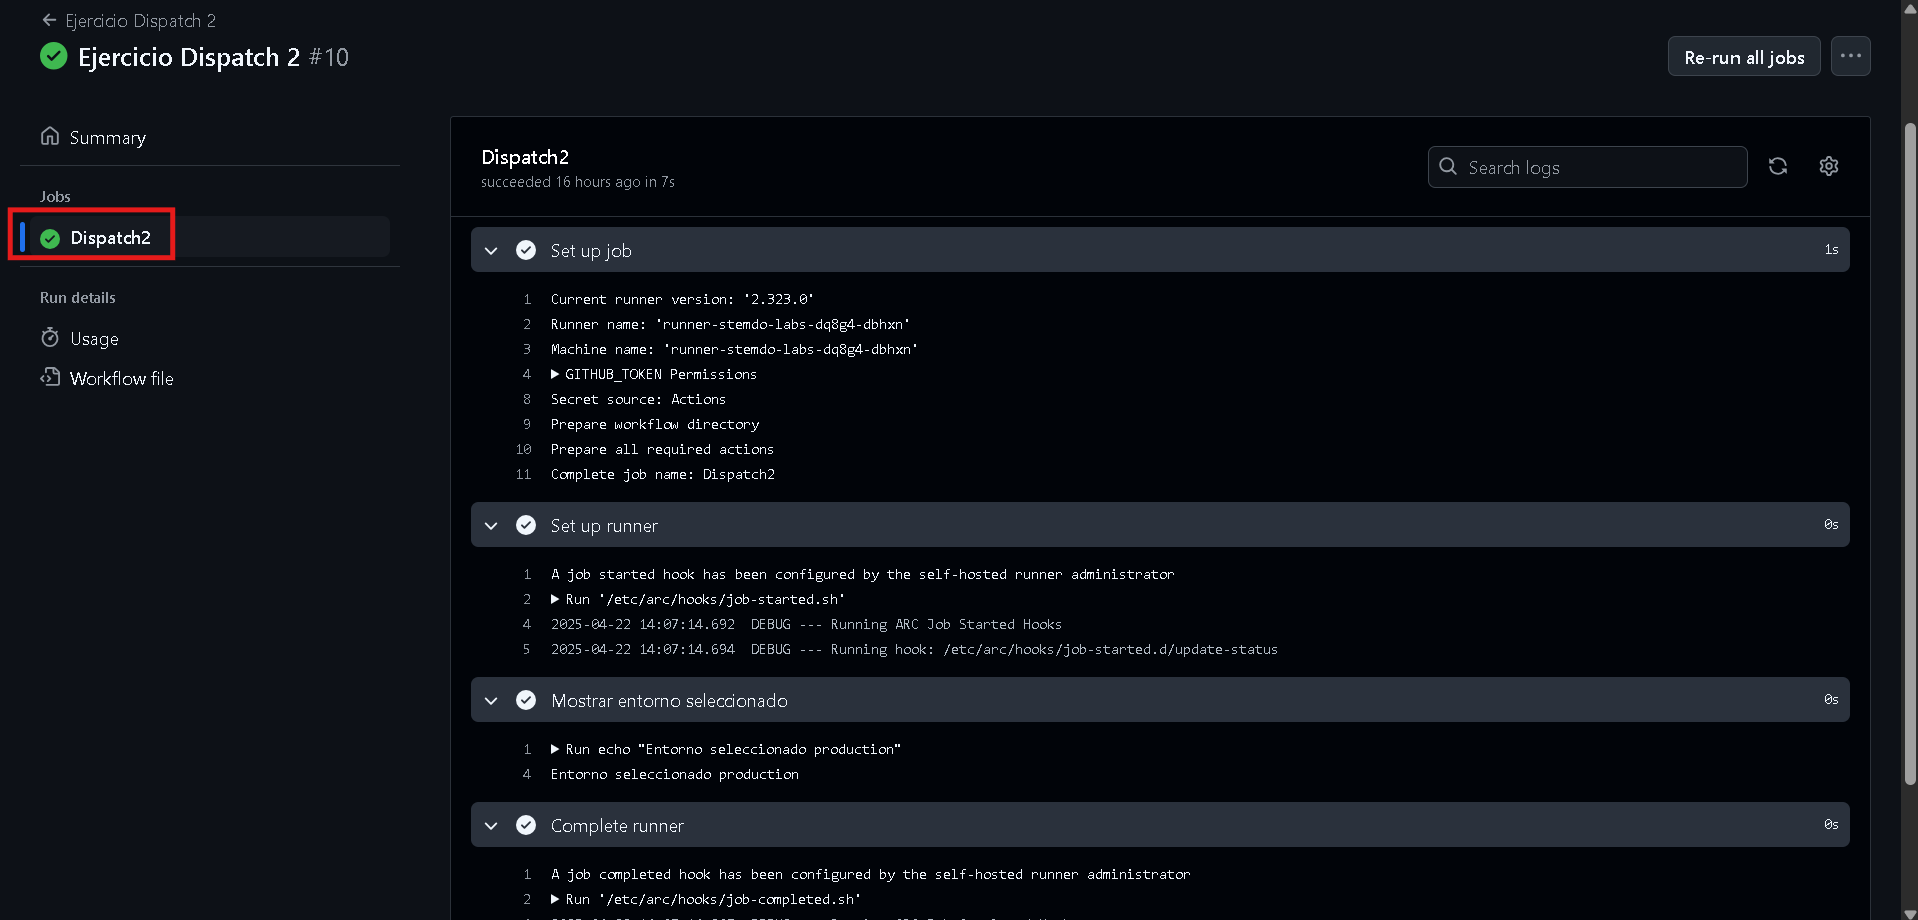 Ejercicio Dispatch 2
Ejercicio Dispatch 2 #10
Re-run all jobs
Summary
Jobs
Dispatch2
Run details
Usage
Workflow file
Dispatch2
succeeded 16 hours ago in 7s
Search logs
Set up job 1s
1 Current runner version: '2.323.0'
2 Runner name: 'runner-stemdo-labs-dq8g4-dbhxn'
3 Machine name: 'runner-stemdo-labs-dq8g4-dbhxn'
4 GITHUB_TOKEN Permissions
8 Secret source: Actions
9 Prepare workflow directory
10 Prepare all required actions
11 Complete job name: Dispatch2
Set up runner 0s
1 A job started hook has been configured by the self-hosted runner administrator
2 Run '/etc/arc/hooks/job-started.sh'
4 2025-04-22 14:07:14.692 DEBUG --- Running ARC Job Started Hooks
5 2025-04-22 14:07:14.694 DEBUG --- Running hook: /etc/arc/hooks/job-started.d/update-status
Mostrar entorno seleccionado 0s
1 Run echo "Entorno seleccionado production"
4 Entorno seleccionado production
Complete runner 0s
1 A job completed hook has been configured by the self-hosted runner administrator
2 Run '/etc/arc/hooks/job-completed.sh'